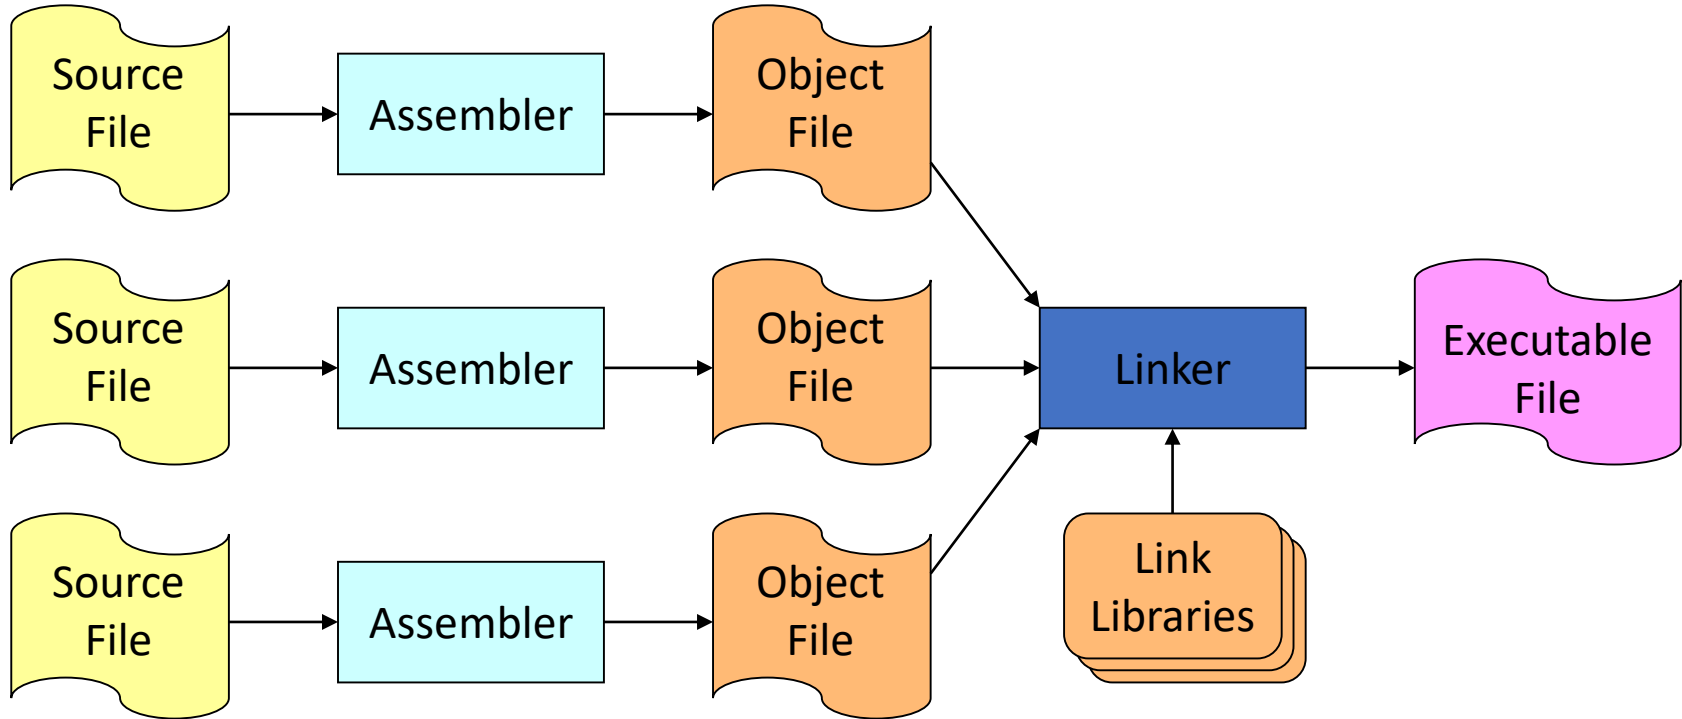 Source
File
Assembler
Object
File
Source
File
Assembler
Object
File
Linker
Executable
File
Source
File
Assembler
Object
File
Link
Libraries